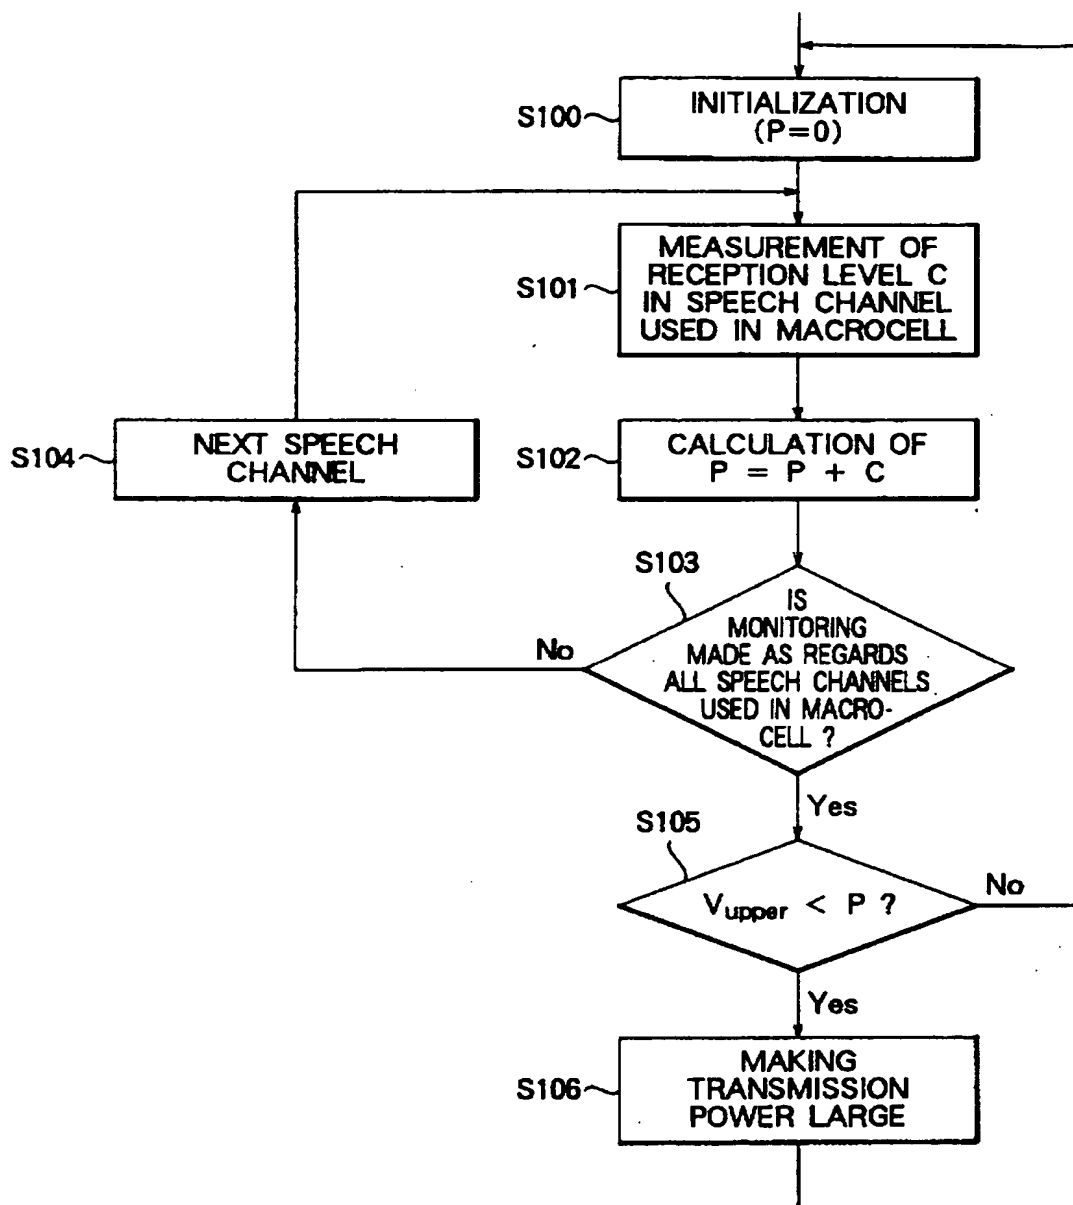 S100
INITIALIZATION
(P=0)
S101
MEASUREMENT OF
RECEPTION LEVEL C
IN SPEECH CHANNEL
USED IN MACROCELL
S104
NEXT SPEECH
CHANNEL
S102
CALCULATION OF
P = P + C
S103
IS
MONITORING
MADE AS REGARDS
ALL SPEECH CHANNELS
USED IN MACRO-
CELL ?
No
Yes
S105
Vupper < P ?
No
Yes
S106
MAKING
TRANSMISSION
POWER LARGE